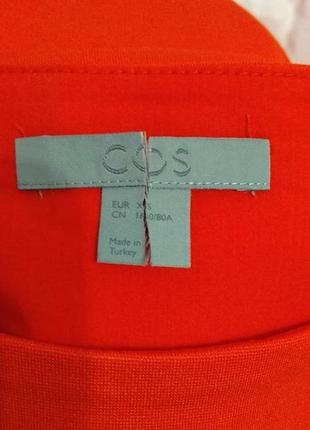 COS
EUR XS
CN
Made in
Turkey